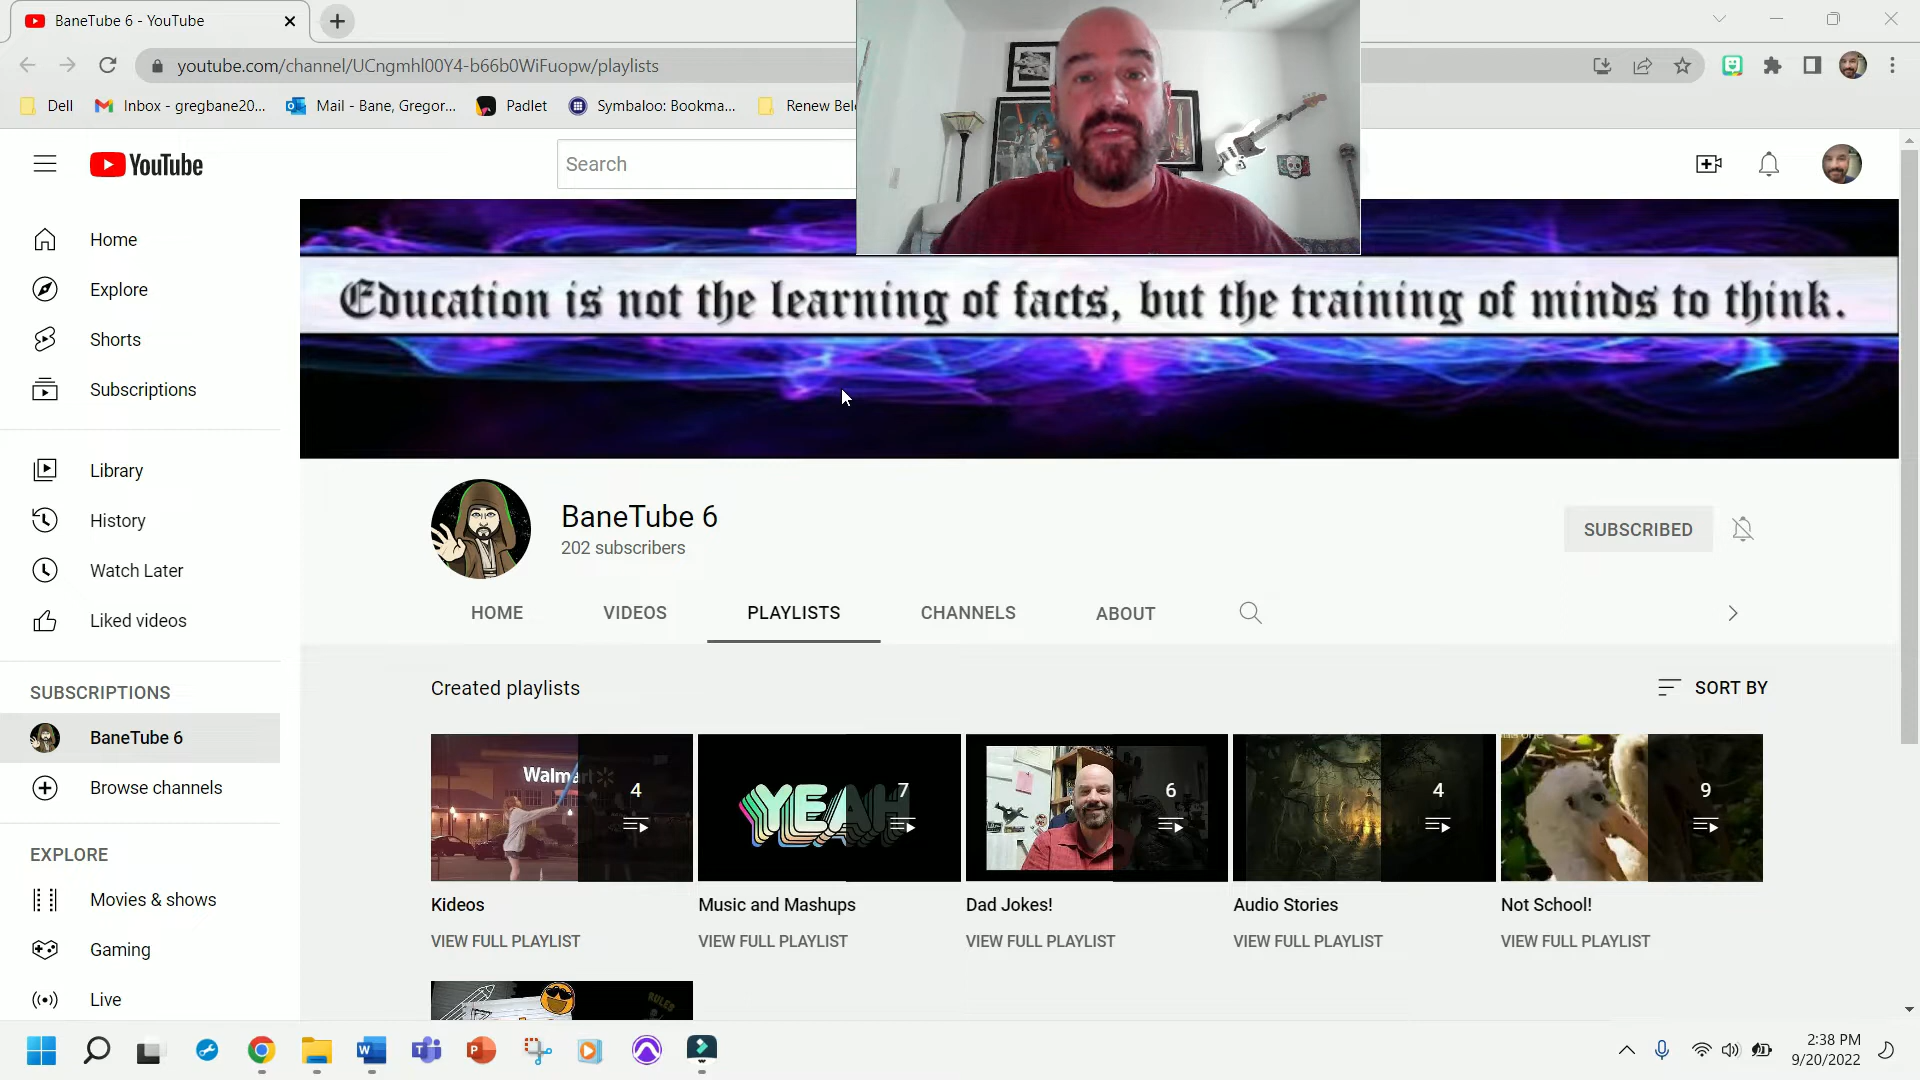 BaneTube 6 - YouTube
youtube.com/channel/UCngmhl00Y4-b66b0WiFuopw/playlists
Dell
Inbox - gregbane20...
Mail - Bane, Gregor...
Padlet
Symbaloo: Bookma...
Renew Bel
YouTube
Search
Home
Explore
Shorts
Subscriptions
Library
History
Watch Later
Liked videos
SUBSCRIPTIONS
BaneTube 6
Browse channels
EXPLORE
Movies & shows
Gaming
Live
Education is not the learning of facts, but the training of minds to think.
BaneTube 6
202 subscribers
SUBSCRIBED
HOME
VIDEOS
PLAYLISTS
CHANNELS
ABOUT
Created playlists
SORT BY
Walmart
4
YEAH
7
6
4
9
Kideos
Music and Mashups
Dad Jokes!
Audio Stories
Not School!
VIEW FULL PLAYLIST
VIEW FULL PLAYLIST
VIEW FULL PLAYLIST
VIEW FULL PLAYLIST
VIEW FULL PLAYLIST
RULES
2:38 PM
9/20/2022